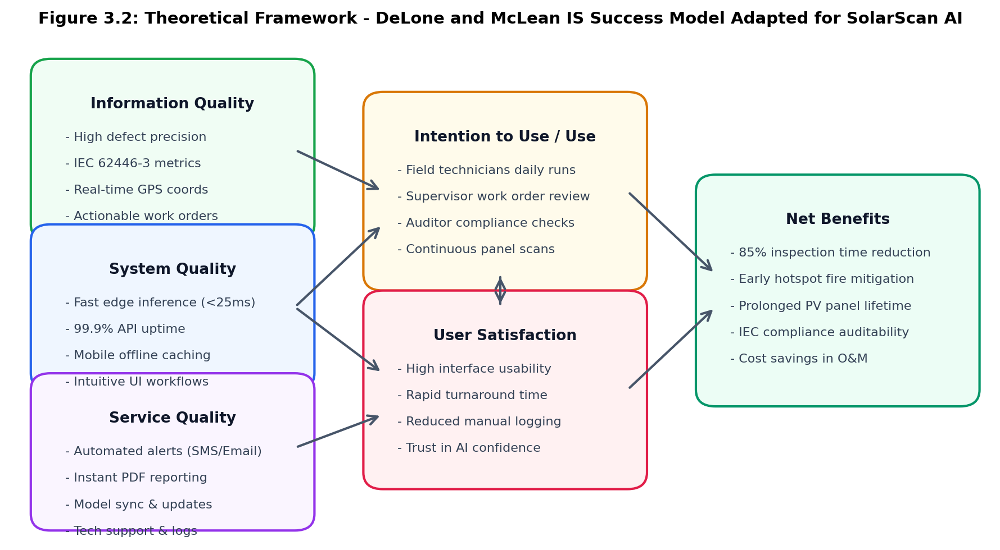 Figure 3.2: Theoretical Framework - DeLone and McLean IS Success Model Adapted for SolarScan AI
Information Quality
- High defect precision
- IEC 62446-3 metrics
- Real-time GPS coords
- Actionable work orders
System Quality
- Fast edge inference (<25ms)
- 99.9% API uptime
- Mobile offline caching
- Intuitive UI workflows
Service Quality
- Automated alerts (SMS/Email)
- Instant PDF reporting
- Model sync & updates
- Tech support & logs
Intention to Use / Use
- Field technicians daily runs
- Supervisor work order review
- Auditor compliance checks
- Continuous panel scans
User Satisfaction
- High interface usability
- Rapid turnaround time
- Reduced manual logging
- Trust in AI confidence
Net Benefits
- 85% inspection time reduction
- Early hotspot fire mitigation
- Prolonged PV panel lifetime
- IEC compliance auditability
- Cost savings in O&M